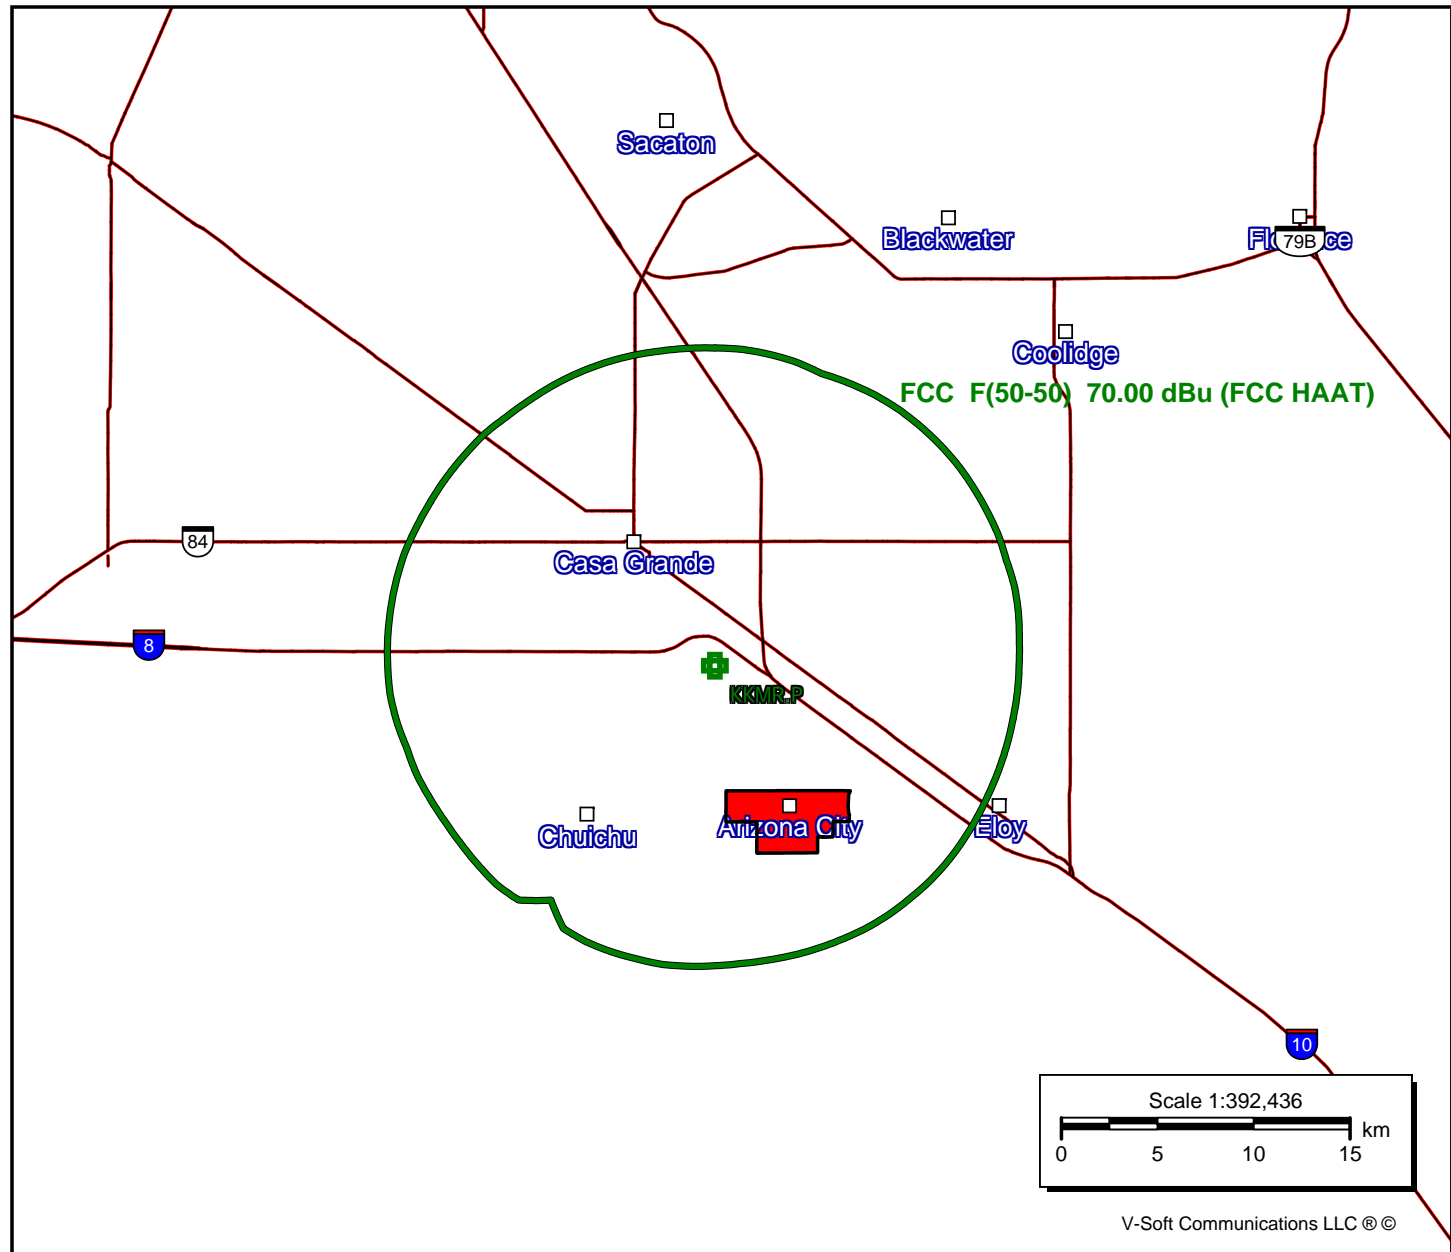 Sacaton
Blackwater
79B
Coolidge
FCC F(50-50) 70.00 dBu (FCC HAAT)
84
Casa Grande
8
KKMR.P
Chuichu
Arizona City
Eloy
10
Scale 1:392,436
km
0 5 10 15
V-Soft Communications LLC ® ©